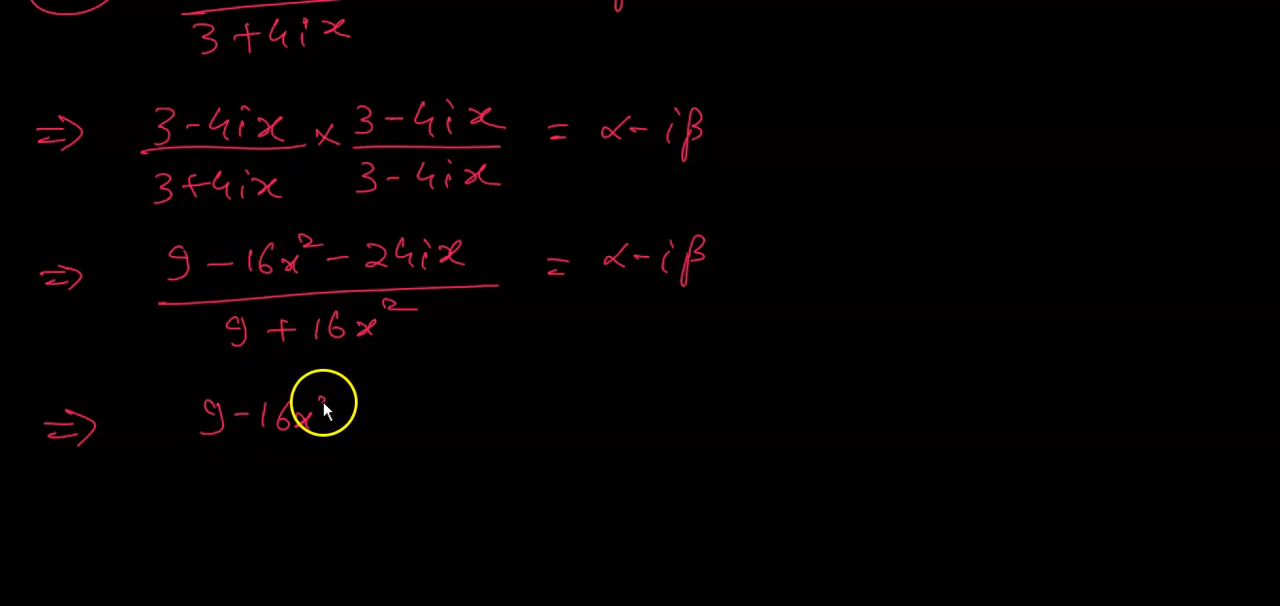 3+4ix
⇒ 3-4ix/3+4ix × 3-4ix/3-4ix = α-iβ
⇒ 9-16x²-24ix/9+16x² = α-iβ
⇒ 9-16x²